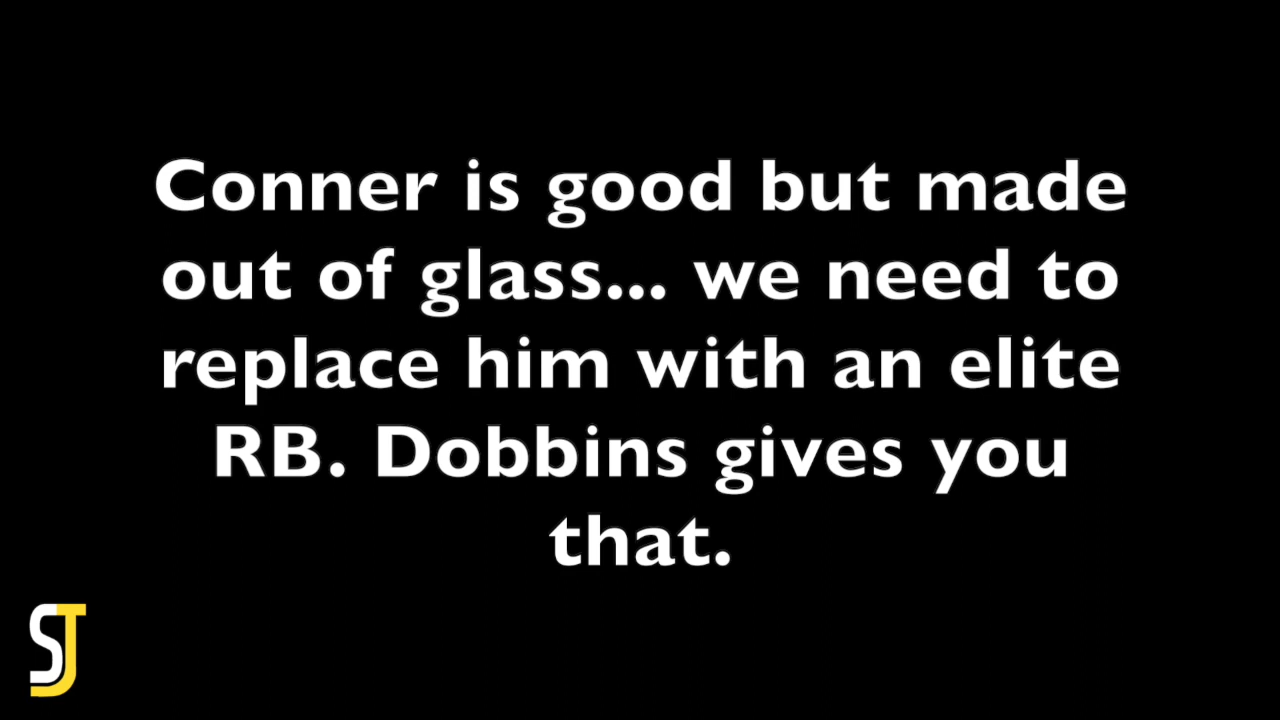 Conner is good but made
out of glass... we need to
replace him with an elite
RB. Dobbins gives you
that.
SJ